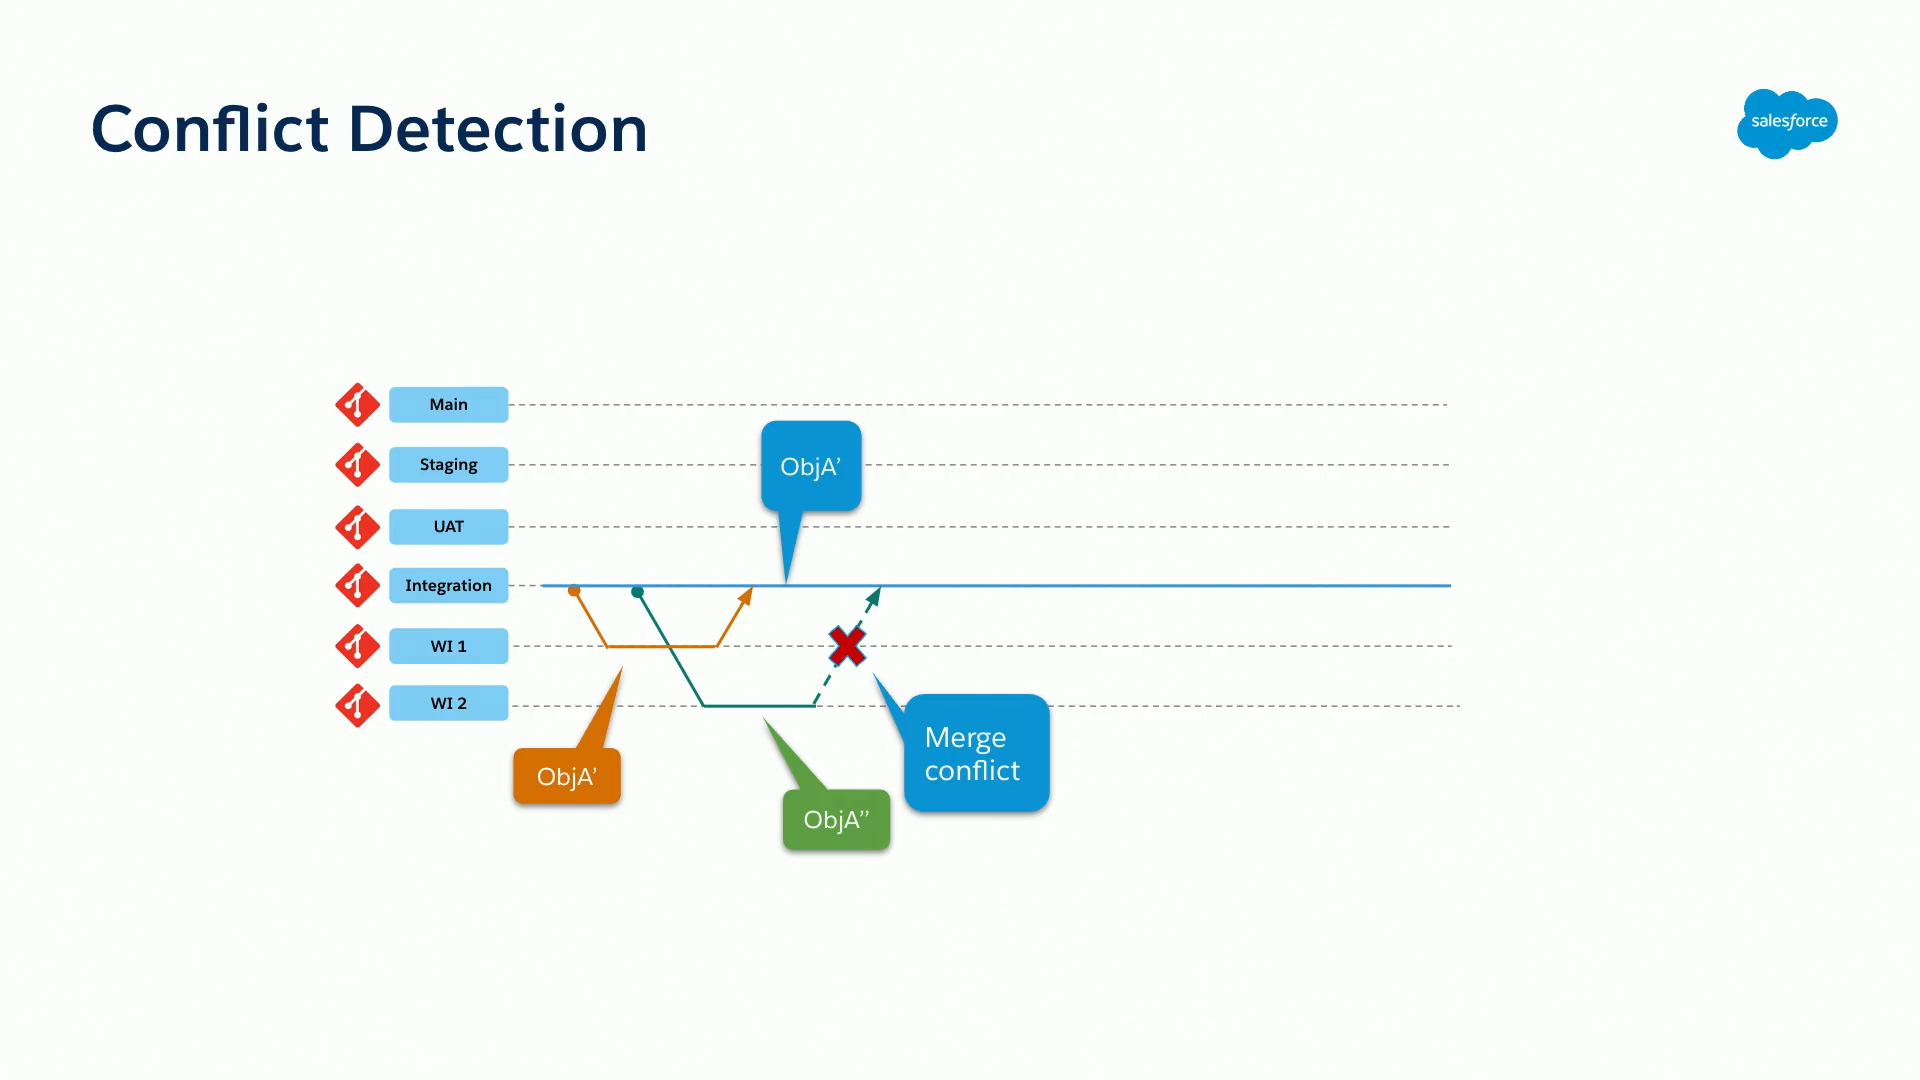 Conflict Detection
salesforce
Main
Staging
ObjA’
UAT
Integration
WI 1
WI 2
Merge
conflict
ObjA’
ObjA’’